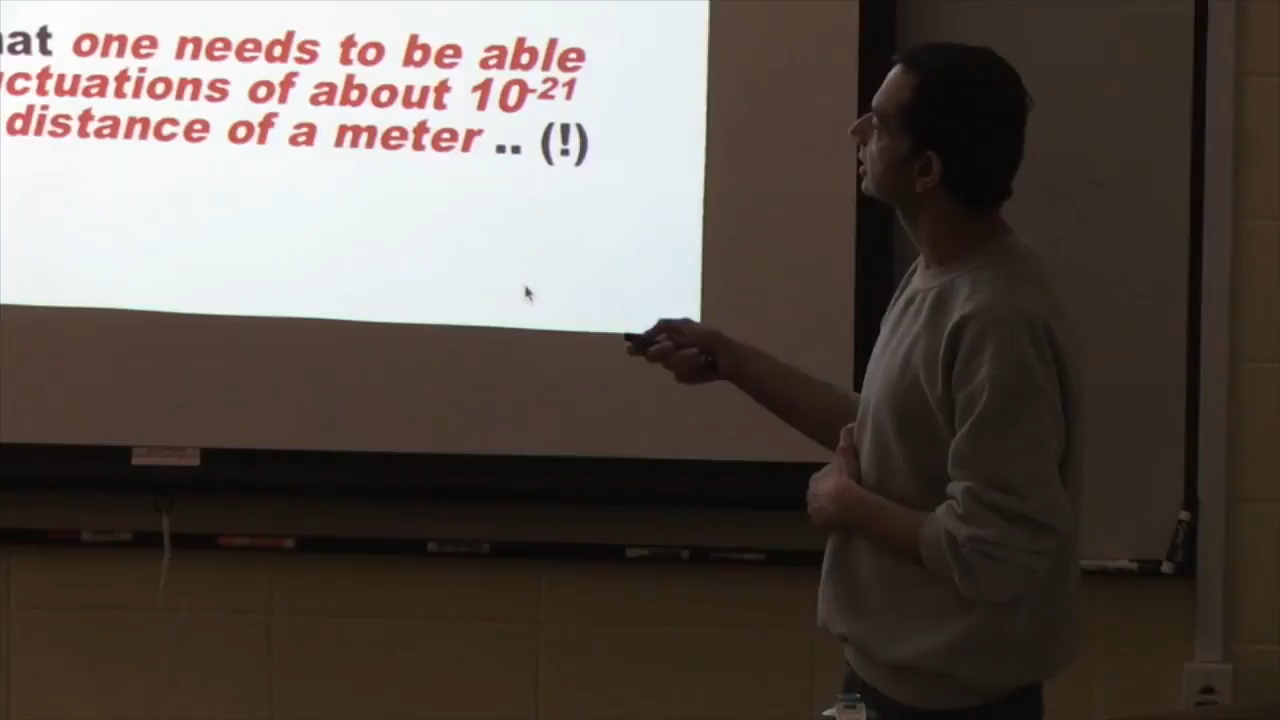 at one needs to be able
ctuations of about 10⁻²¹
distance of a meter .. (!)